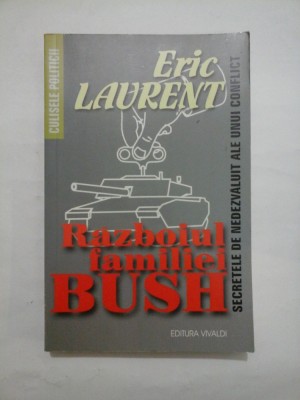 CULISELE POLITICII
Eric
LAURENT
SECRETELE DE NEDEZVALUIT ALE UNUI CONFLICT
Razboiul
familiei
BUSH
EDITURA VIVALDI